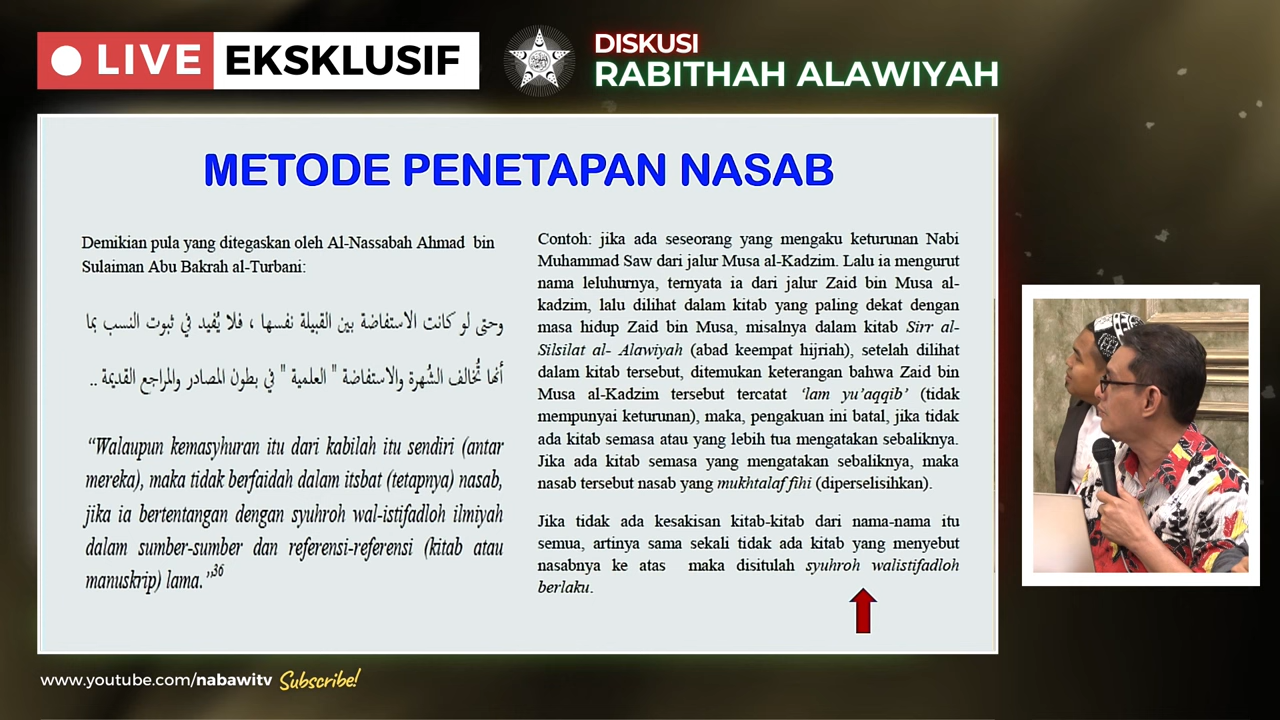 LIVE EKSKLUSIF
DISKUSI
RABITHAH ALAWIYAH
METODE PENETAPAN NASAB
Demikian pula yang ditegaskan oleh Al-Nassabah Ahmad bin
Sulaiman Abu Bakrah al-Turbani:
وحتى لو كانت الاستفاضة بين القبيلة نفسها ، فلا يُفيد في ثبوت النسب بما
أنها تُخالف الشُهرة والاستفاضة " العلمية " في بطون المصادر والمراجع القديمة ..
“Walaupun kemasyhuran itu dari kabilah itu sendiri (antar
mereka), maka tidak berfaidah dalam itsbat (tetapnya) nasab,
jika ia bertentangan dengan syuhroh wal-istifadloh ilmiyah
dalam sumber-sumber dan referensi-referensi (kitab atau
manuskrip) lama.”36
Contoh: jika ada seseorang yang mengaku keturunan Nabi
Muhammad Saw dari jalur Musa al-Kadzim. Lalu ia mengurut
nama leluhurnya, ternyata ia dari jalur Zaid bin Musa al-
kadzim, lalu dilihat dalam kitab yang paling dekat dengan
masa hidup Zaid bin Musa, misalnya dalam kitab Sirr al-
Silsilat al- Alawiyah (abad keempat hijriah), setelah dilihat
dalam kitab tersebut, ditemukan keterangan bahwa Zaid bin
Musa al-Kadzim tersebut tercatat ‘lam yu’aqqib’ (tidak
mempunyai keturunan), maka, pengakuan ini batal, jika tidak
ada kitab semasa atau yang lebih tua mengatakan sebaliknya.
Jika ada kitab semasa yang mengatakan sebaliknya, maka
nasab tersebut nasab yang mukhtalaf fihi (diperselisihkan).
Jika tidak ada kesakisan kitab-kitab dari nama-nama itu
semua, artinya sama sekali tidak ada kitab yang menyebut
nasabnya ke atas maka disitulah syuhroh walistifadloh
berlaku.
www.youtube.com/nabawitv Subscribe!